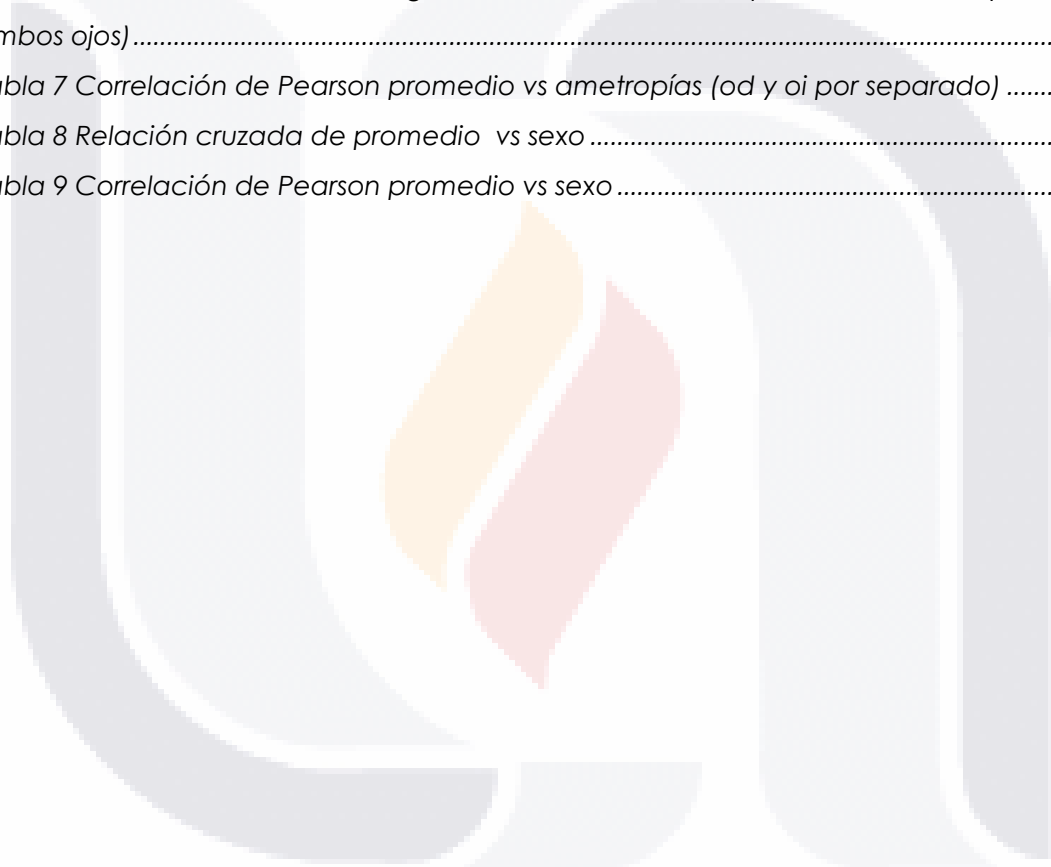 mbos ojos)..........................................................................................................
abla 7 Correlación de Pearson promedio vs ametropías (od y oi por separado) .......
abla 8 Relación cruzada de promedio  vs sexo .....................................................
abla 9 Correlación de Pearson promedio vs sexo .................................................